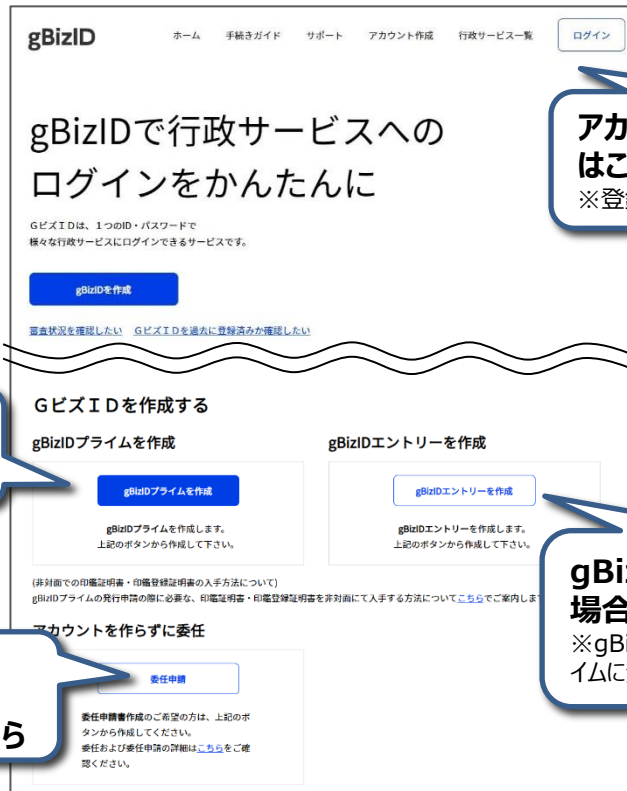 gBizID
ホーム 手続きガイド サポート アカウント作成 行政サービス一覧 ログイン
gBizIDで行政サービスへの
ログインをかんたんに
GビズIDは、1つのID・パスワードで
様々な行政サービスにログインできるサービスです。
gBizIDを作成
審査状況を確認したい GビズIDを過去に登録済みか確認したい
アカ
はこ
※登
GビズIDを作成する
gBizIDプライムを作成
gBizIDプライムを作成
gBizIDプライムを作成します。
上記のボタンから作成して下さい。
gBizIDエントリーを作成
gBizIDエントリーを作成
gBizIDエントリーを作成します。
上記のボタンから作成して下さい。
(非対面での印鑑証明書・印鑑登録証明書の入手方法について)
gBizIDプライムの発行申請の際に必要な、印鑑証明書・印鑑登録証明書を非対面にて入手する方法についてこちらでご案内しま
gBi
場合
※gBi
イムに
アカウントを作らずに委任
委任申請
委任申請書作成のご希望の方は、上記のボ
タンから作成してください。
委任および委任申請の詳細はこちらをご確
認ください。
ら